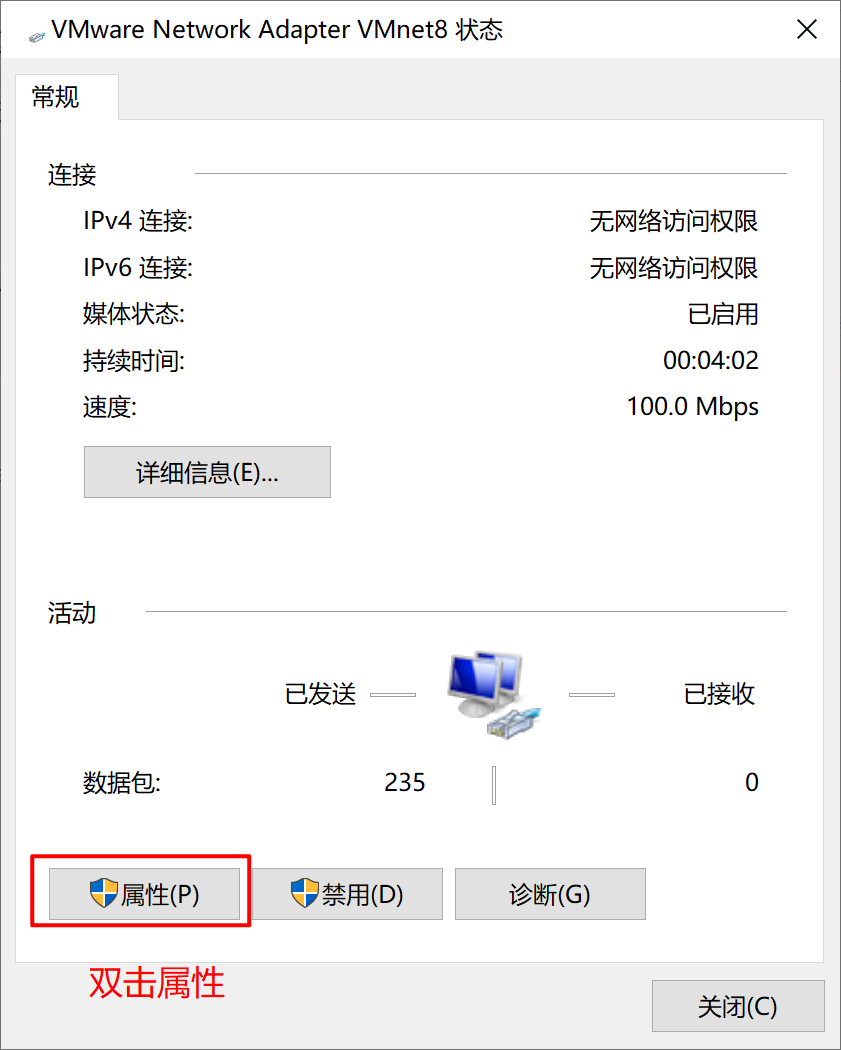 VMware Network Adapter VMnet8 状态
常规
连接
IPv4 连接: 无网络访问权限
IPv6 连接: 无网络访问权限
媒体状态: 已启用
持续时间: 00:04:02
速度: 100.0 Mbps
详细信息(E)...
活动
已发送 已接收
数据包: 235 0
属性(P) 禁用(D) 诊断(G)
双击属性
关闭(C)